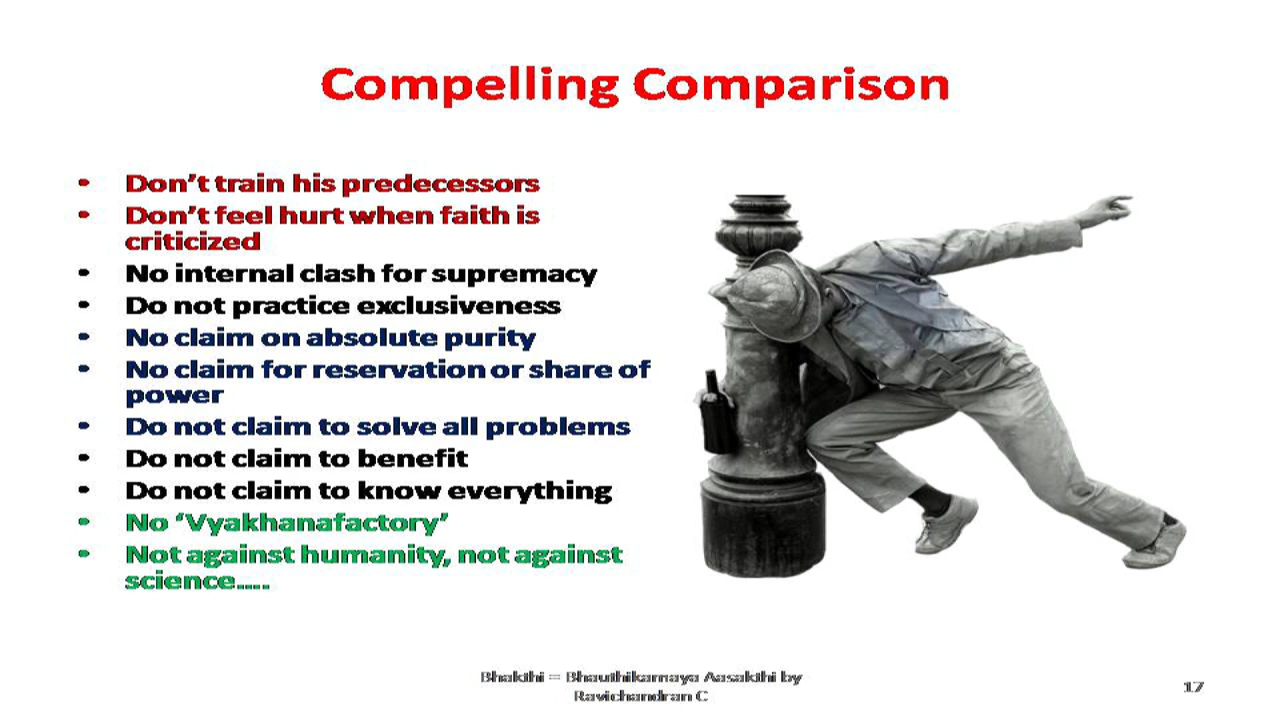 Compelling Comparison
• Don't train his predecessors
• Don't feel hurt when faith is
criticized
• No internal clash for supremacy
• Do not practice exclusiveness
• No claim on absolute purity
• No claim for reservation or share of
power
• Do not claim to solve all problems
• Do not claim to benefit
• Do not claim to know everything
• No ‘Vyakhanafactory’
• Not against humanity, not against
science.....
Bhakthi = Bhauthikamaya Aasakthi by
Ravichandran C
17